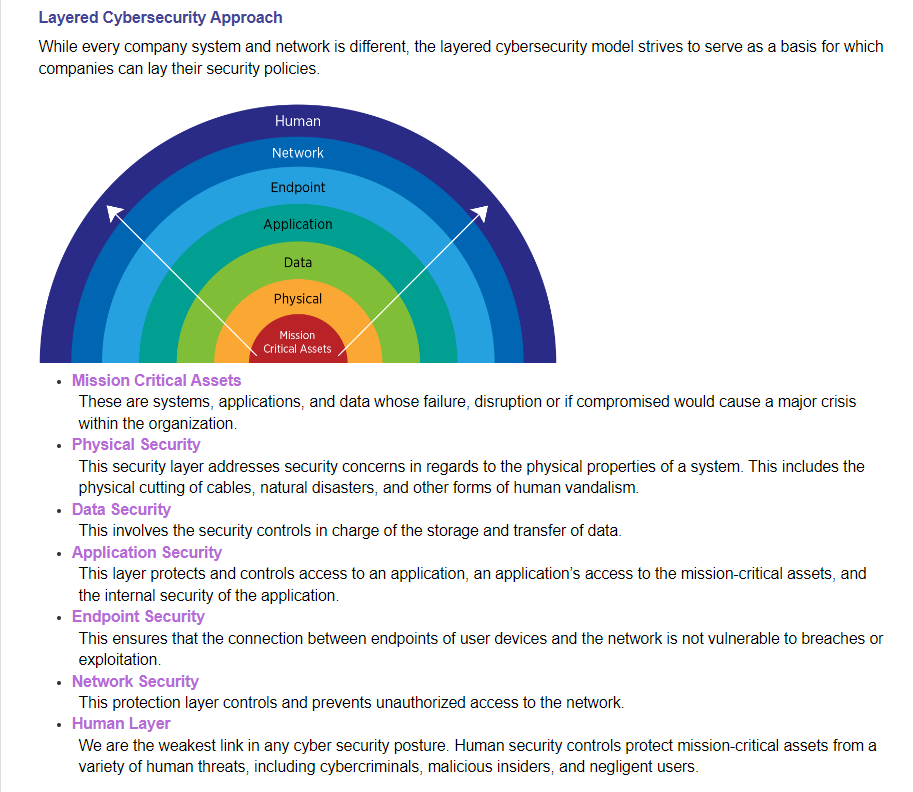 Layered Cybersecurity Approach
While every company system and network is different, the layered cybersecurity model strives to serve as a basis for which
companies can lay their security policies.
Human
Network
Endpoint
Application
Data
Physical
Mission
Critical Assets
• Mission Critical Assets
These are systems, applications, and data whose failure, disruption or if compromised would cause a major crisis
within the organization.
• Physical Security
This security layer addresses security concerns in regards to the physical properties of a system. This includes the
physical cutting of cables, natural disasters, and other forms of human vandalism.
• Data Security
This involves the security controls in charge of the storage and transfer of data.
• Application Security
This layer protects and controls access to an application, an application's access to the mission-critical assets, and
the internal security of the application.
• Endpoint Security
This ensures that the connection between endpoints of user devices and the network is not vulnerable to breaches or
exploitation.
• Network Security
This protection layer controls and prevents unauthorized access to the network.
• Human Layer
We are the weakest link in any cyber security posture. Human security controls protect mission-critical assets from a
variety of human threats, including cybercriminals, malicious insiders, and negligent users.